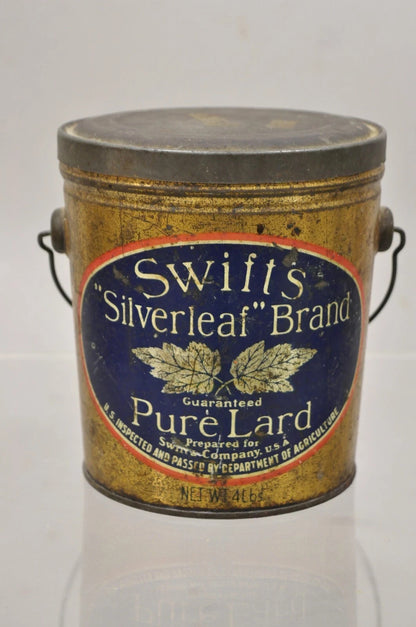 Swift's
"Silverleaf" Brand
Guaranteed
Pure Lard
Prepared for
Swift & Company, U.S.A
U.S. INSPECTED AND PASSED BY DEPARTMENT OF AGRICULTURE
NET WT. 4 Lbs.